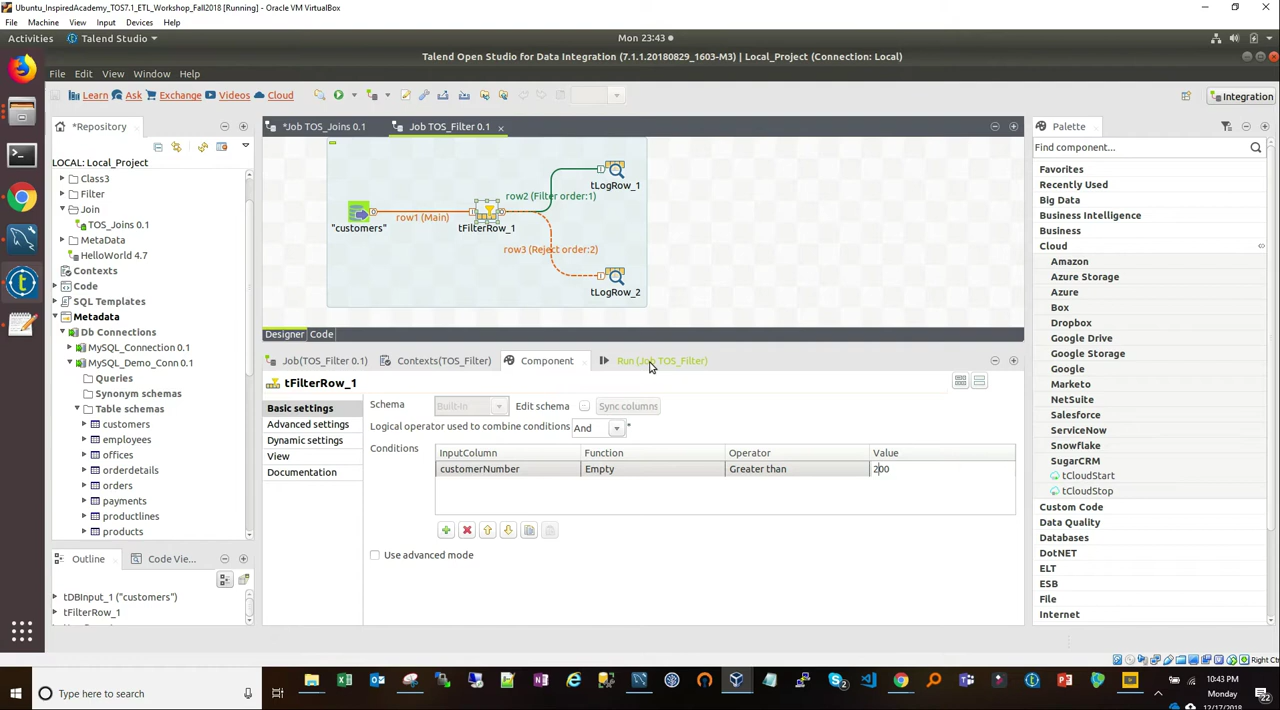 Ubuntu_InspiredAcademy_TOS7.1_ETL_Workshop_Fall2018 [Running] - Oracle VM VirtualBox
File Machine View Input Devices Help
Activities Talend Studio Mon 23:43
Talend Open Studio for Data Integration (7.1.1.20180829_1603-M3) | Local_Project (Connection: Local)
File Edit View Window Help
Learn Ask Exchange Videos Cloud Integration
*Repository
LOCAL: Local_Project
Class3
Filter
Join
TOS_Joins 0.1
MetaData
HelloWorld 4.7
Contexts
Code
SQL Templates
Metadata
Db Connections
MySQL_Connection 0.1
MySQL_Demo_Conn 0.1
Queries
Synonym schemas
Table schemas
customers
employees
offices
orderdetails
orders
payments
productlines
products
Outline Code Vie...
tDBInput_1 ("customers")
tFilterRow_1
*Job TOS_Joins 0.1 Job TOS_Filter 0.1
tLogRow_1
row2 (Filter order:1)
row1 (Main)
"customers" tFilterRow_1
row3 (Reject order:2)
tLogRow_2
Designer Code
Job(TOS_Filter 0.1) Contexts(TOS_Filter) Component Run (Job TOS_Filter)
tFilterRow_1
Basic settings
Advanced settings
Dynamic settings
View
Documentation
Schema Built-In Edit schema Sync columns
Logical operator used to combine conditions And *
Conditions
InputColumn Function Operator Value
customerNumber Empty Greater than 200
Use advanced mode
Palette
Find component...
Favorites
Recently Used
Big Data
Business Intelligence
Business
Cloud
Amazon
Azure Storage
Azure
Box
Dropbox
Google Drive
Google Storage
Google
Marketo
NetSuite
Salesforce
ServiceNow
Snowflake
SugarCRM
tCloudStart
tCloudStop
Custom Code
Data Quality
Databases
DotNET
ELT
ESB
File
Internet
Right Ct
Type here to search
10:43 PM
Monday
12/17/2018
22